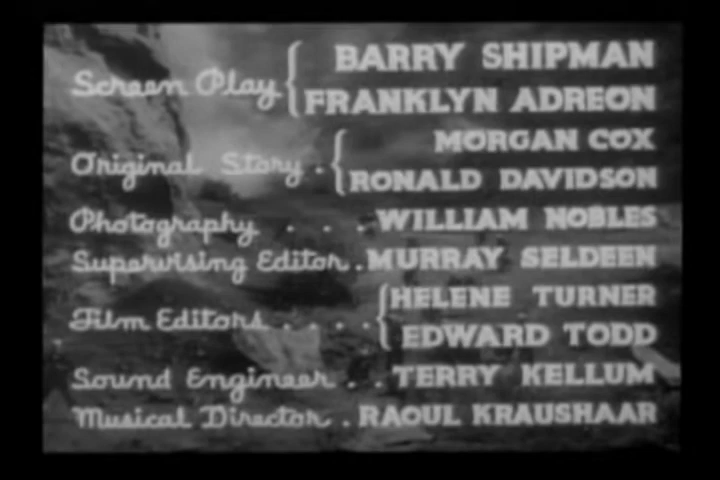 Screen Play { BARRY SHIPMAN
FRANKLYN ADREON
Original Story . { MORGAN COX
RONALD DAVIDSON
Photography . . . WILLIAM NOBLES
Supervising Editor . MURRAY SELDEEN
Film Editors . . . . { HELENE TURNER
EDWARD TODD
Sound Engineer . . TERRY KELLUM
Musical Director . RAOUL KRAUSHAAR